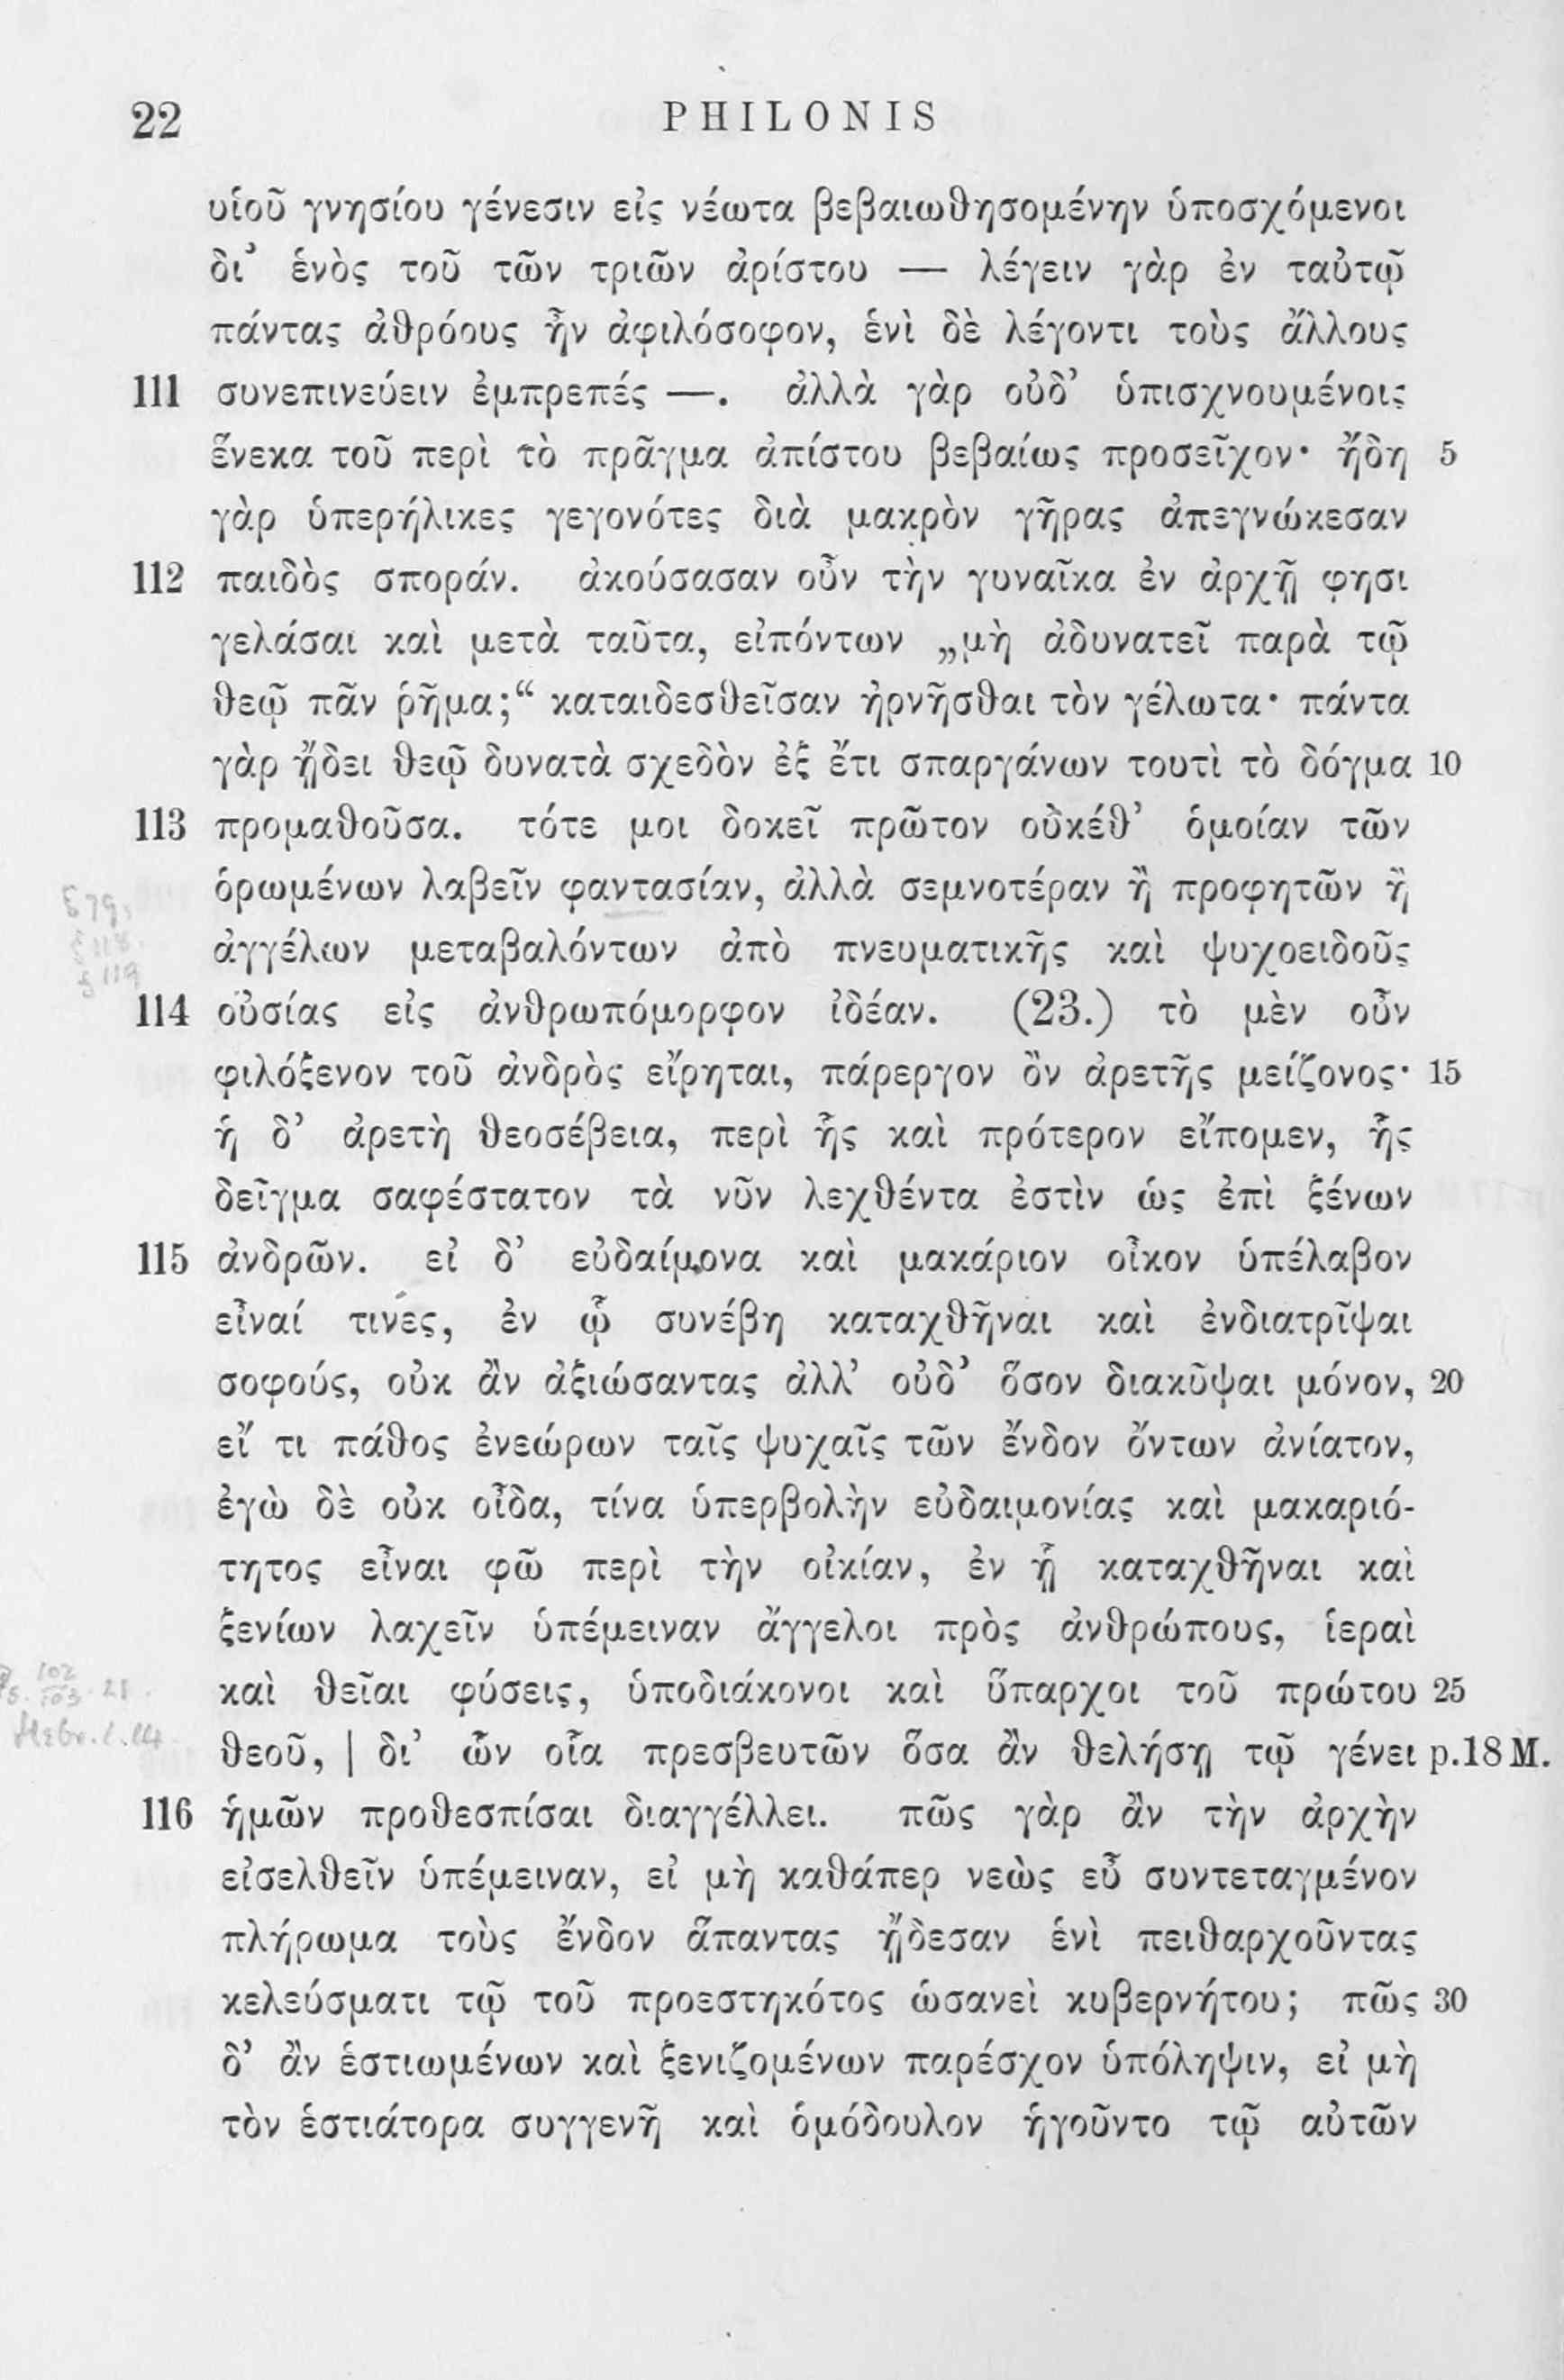 22 PHILONIS
υἱοῦ γνησίου γένεσιν εἰς νέωτα βεβαιωθησομένην ὑποσχόμενοι
δι’ ἑνὸς τοῦ τῶν τριῶν ἀρίστου — λέγειν γὰρ ἐν ταὐτῷ
πάντας ἀθρόους ἦν ἀφιλόσοφον, ἑνὶ δὲ λέγοντι τοὺς ἄλλους
111 συνεπινεύειν ἐμπρεπές —. ἀλλὰ γὰρ οὐδ’ ὑπισχνουμένοις
ἕνεκα τοῦ περὶ τὸ πρᾶγμα ἀπίστου βεβαίως προσεῖχον· ἤδη 5
γὰρ ὑπερήλικες γεγονότες διὰ μακρὸν γῆρας ἀπεγνώκεσαν
112 παιδὸς σποράν. ἀκούσασαν οὖν τὴν γυναῖκα ἐν ἀρχῇ φησι
γελάσαι καὶ μετὰ ταῦτα, εἰπόντων „μὴ ἀδυνατεῖ παρὰ τῷ
θεῷ πᾶν ῥῆμα;“ καταιδεσθεῖσαν ἠρνῆσθαι τὸν γέλωτα· πάντα
γὰρ ᾔδει θεῷ δυνατὰ σχεδὸν ἐξ ἔτι σπαργάνων τουτὶ τὸ δόγμα 10
113 προμαθοῦσα. τότε μοι δοκεῖ πρῶτον οὐκέθ’ ὁμοίαν τῶν
ὁρωμένων λαβεῖν φαντασίαν, ἀλλὰ σεμνοτέραν ἢ προφητῶν ἢ
ἀγγέλων μεταβαλόντων ἀπὸ πνευματικῆς καὶ ψυχοειδοῦς
114 οὐσίας εἰς ἀνθρωπόμορφον ἰδέαν. (23.) τὸ μὲν οὖν
φιλόξενον τοῦ ἀνδρὸς εἴρηται, πάρεργον ὂν ἀρετῆς μείζονος· 15
ἡ δ’ ἀρετὴ θεοσέβεια, περὶ ἧς καὶ πρότερον εἴπομεν, ἧς
δεῖγμα σαφέστατον τὰ νῦν λεχθέντα ἐστὶν ὡς ἐπὶ ξένων
115 ἀνδρῶν. εἰ δ’ εὐδαίμονα καὶ μακάριον οἶκον ὑπέλαβον
εἶναί τινες, ἐν ᾧ συνέβη καταχθῆναι καὶ ἐνδιατρῖψαι
σοφούς, οὐκ ἂν ἀξιώσαντας ἀλλ’ οὐδ’ ὅσον διακῦψαι μόνον, 20
εἴ τι πάθος ἐνεώρων ταῖς ψυχαῖς τῶν ἔνδον ὄντων ἀνίατον,
ἐγὼ δὲ οὐκ οἶδα, τίνα ὑπερβολὴν εὐδαιμονίας καὶ μακαριό-
τητος εἶναι φῶ περὶ τὴν οἰκίαν, ἐν ᾗ καταχθῆναι καὶ
ξενίων λαχεῖν ὑπέμειναν ἄγγελοι πρὸς ἀνθρώπους, ἱεραὶ
καὶ θεῖαι φύσεις, ὑποδιάκονοι καὶ ὕπαρχοι τοῦ πρώτου 25
θεοῦ, | δι’ ὧν οἷα πρεσβευτῶν ὅσα ἂν θελήσῃ τῷ γένει p.18 M.
116 ἡμῶν προθεσπίσαι διαγγέλλει. πῶς γὰρ ἂν τὴν ἀρχὴν
εἰσελθεῖν ὑπέμειναν, εἰ μὴ καθάπερ νεὼς εὖ συντεταγμένον
πλήρωμα τοὺς ἔνδον ἅπαντας ᾔδεσαν ἑνὶ πειθαρχοῦντας
κελεύσματι τῷ τοῦ προεστηκότος ὡσανεὶ κυβερνήτου; πῶς 30
δ’ ἂν ἑστιωμένων καὶ ξενιζομένων παρέσχον ὑπόληψιν, εἰ μὴ
τὸν ἑστιάτορα συγγενῆ καὶ ὁμόδουλον ἡγοῦντο τῷ αὐτῶν